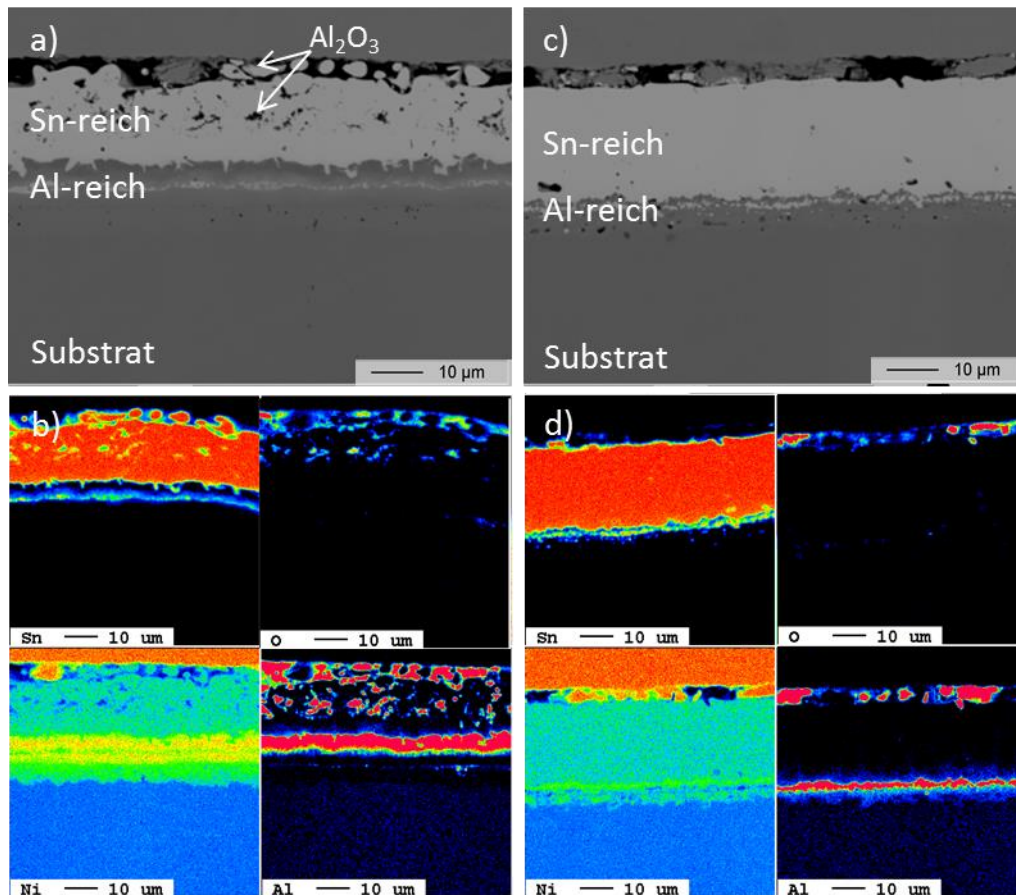 a)
Al₂O₃
Sn-reich
Al-reich
Substrat
10 µm
c)
Sn-reich
Al-reich
Substrat
10 µm
b)
Sn 10 um
O 10 um
Ni 10 um
Al 10 um
d)
Sn 10 um
O 10 um
Ni 10 um
Al 10 um